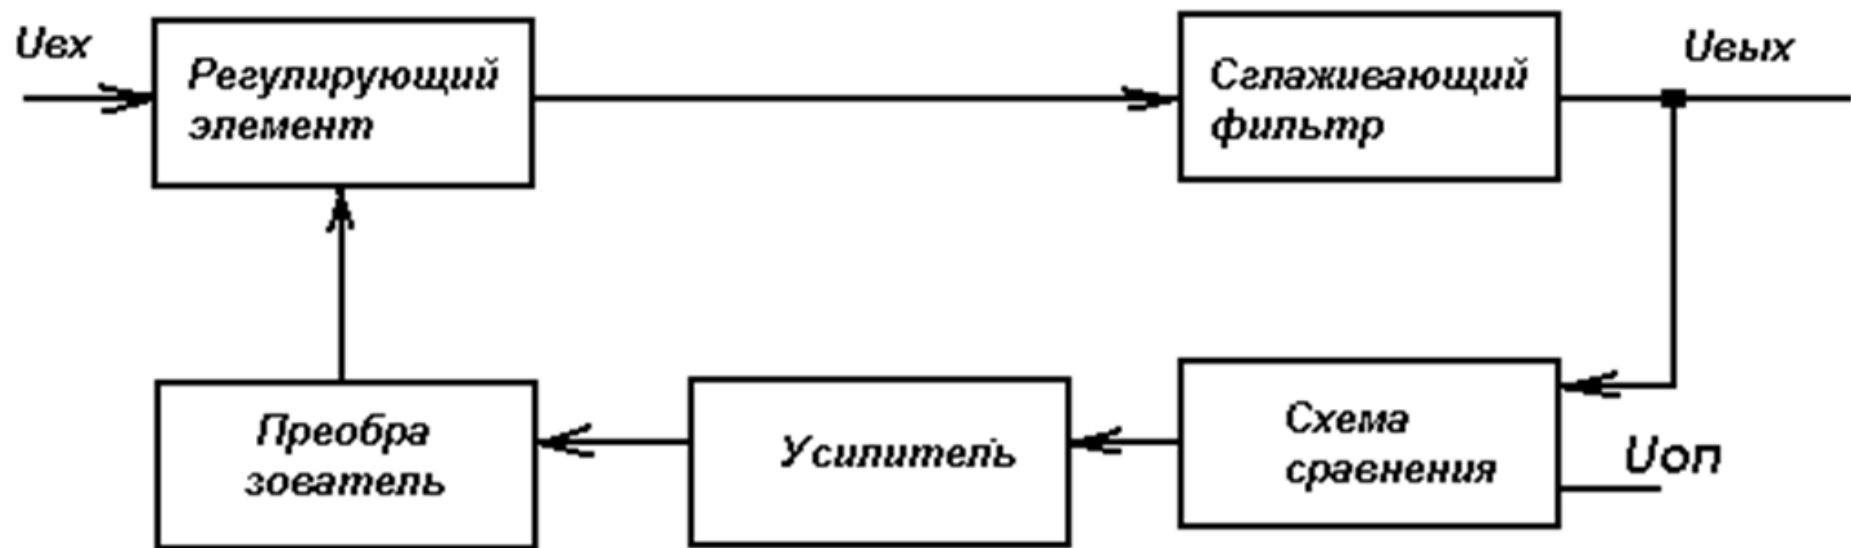 Uвх
Регулирующий
элемент
Сглаживающий
фильтр
Uвых
Преобра
зователь
Усилитель
Схема
сравнения
Uоп